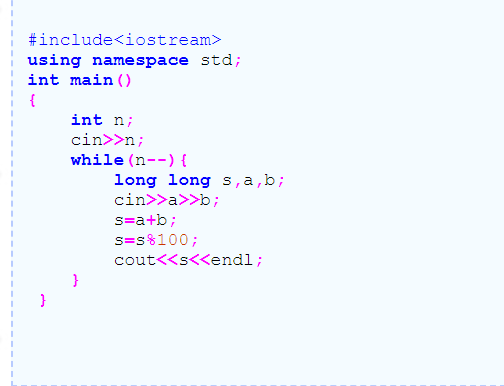 #include<iostream>
using namespace std;
int main()
{
    int n;
    cin>>n;
    while(n--){
        long long s,a,b;
        cin>>a>>b;
        s=a+b;
        s=s%100;
        cout<<s<<endl;
    }
 }